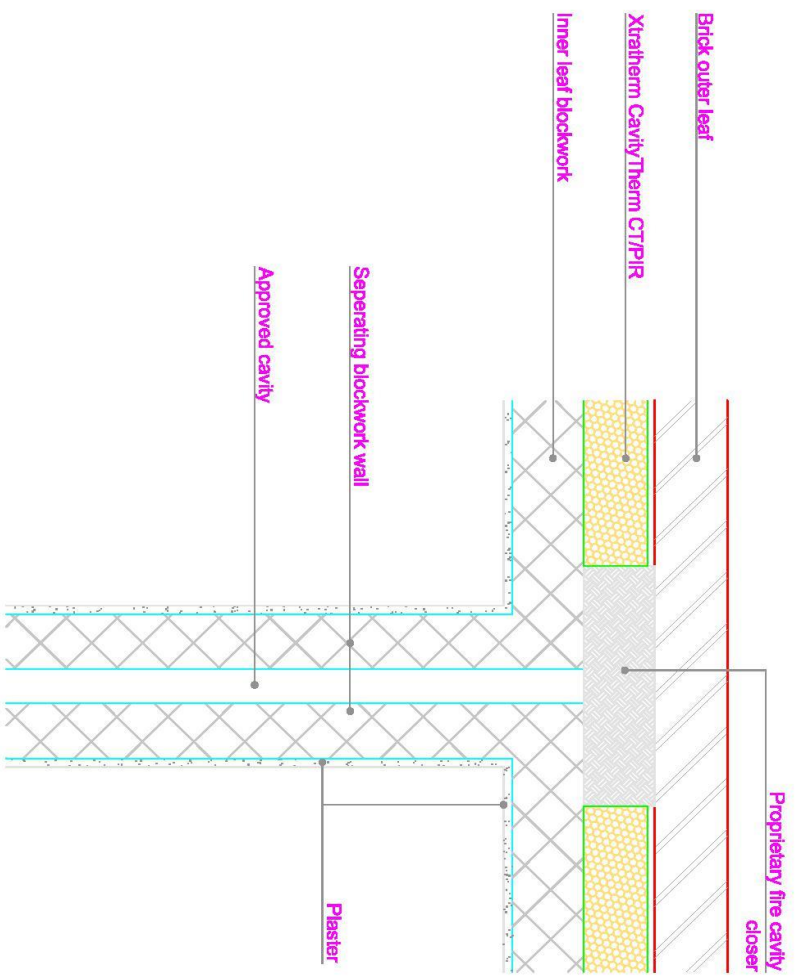 Brick outer leaf
Xtratherm CavityTherm CT/PIR
Inner leaf blockwork
Seperating blockwork wall
Approved cavity
Proprietary fire cavity
closer
Plaster